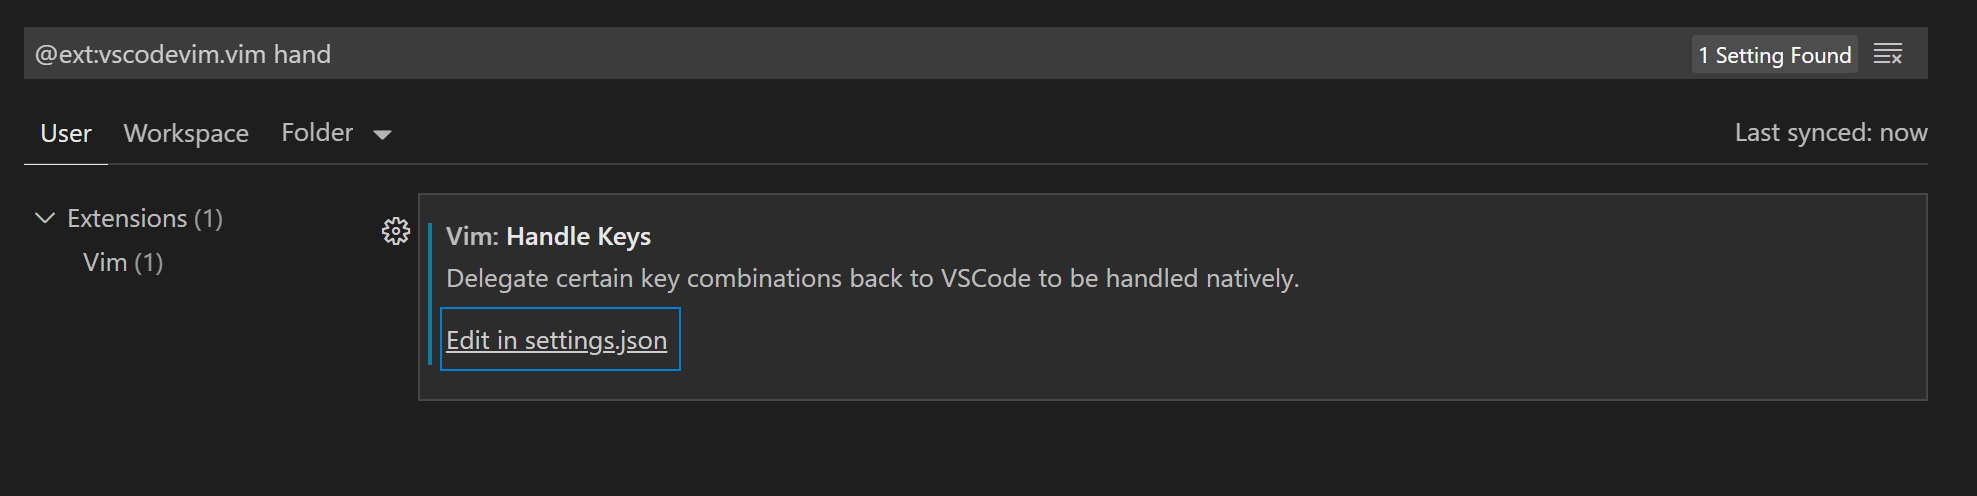 @ext:vscodevim.vim hand
1 Setting Found
User Workspace Folder
Last synced: now
Extensions (1)
Vim (1)
Vim: Handle Keys
Delegate certain key combinations back to VSCode to be handled natively.
Edit in settings.json